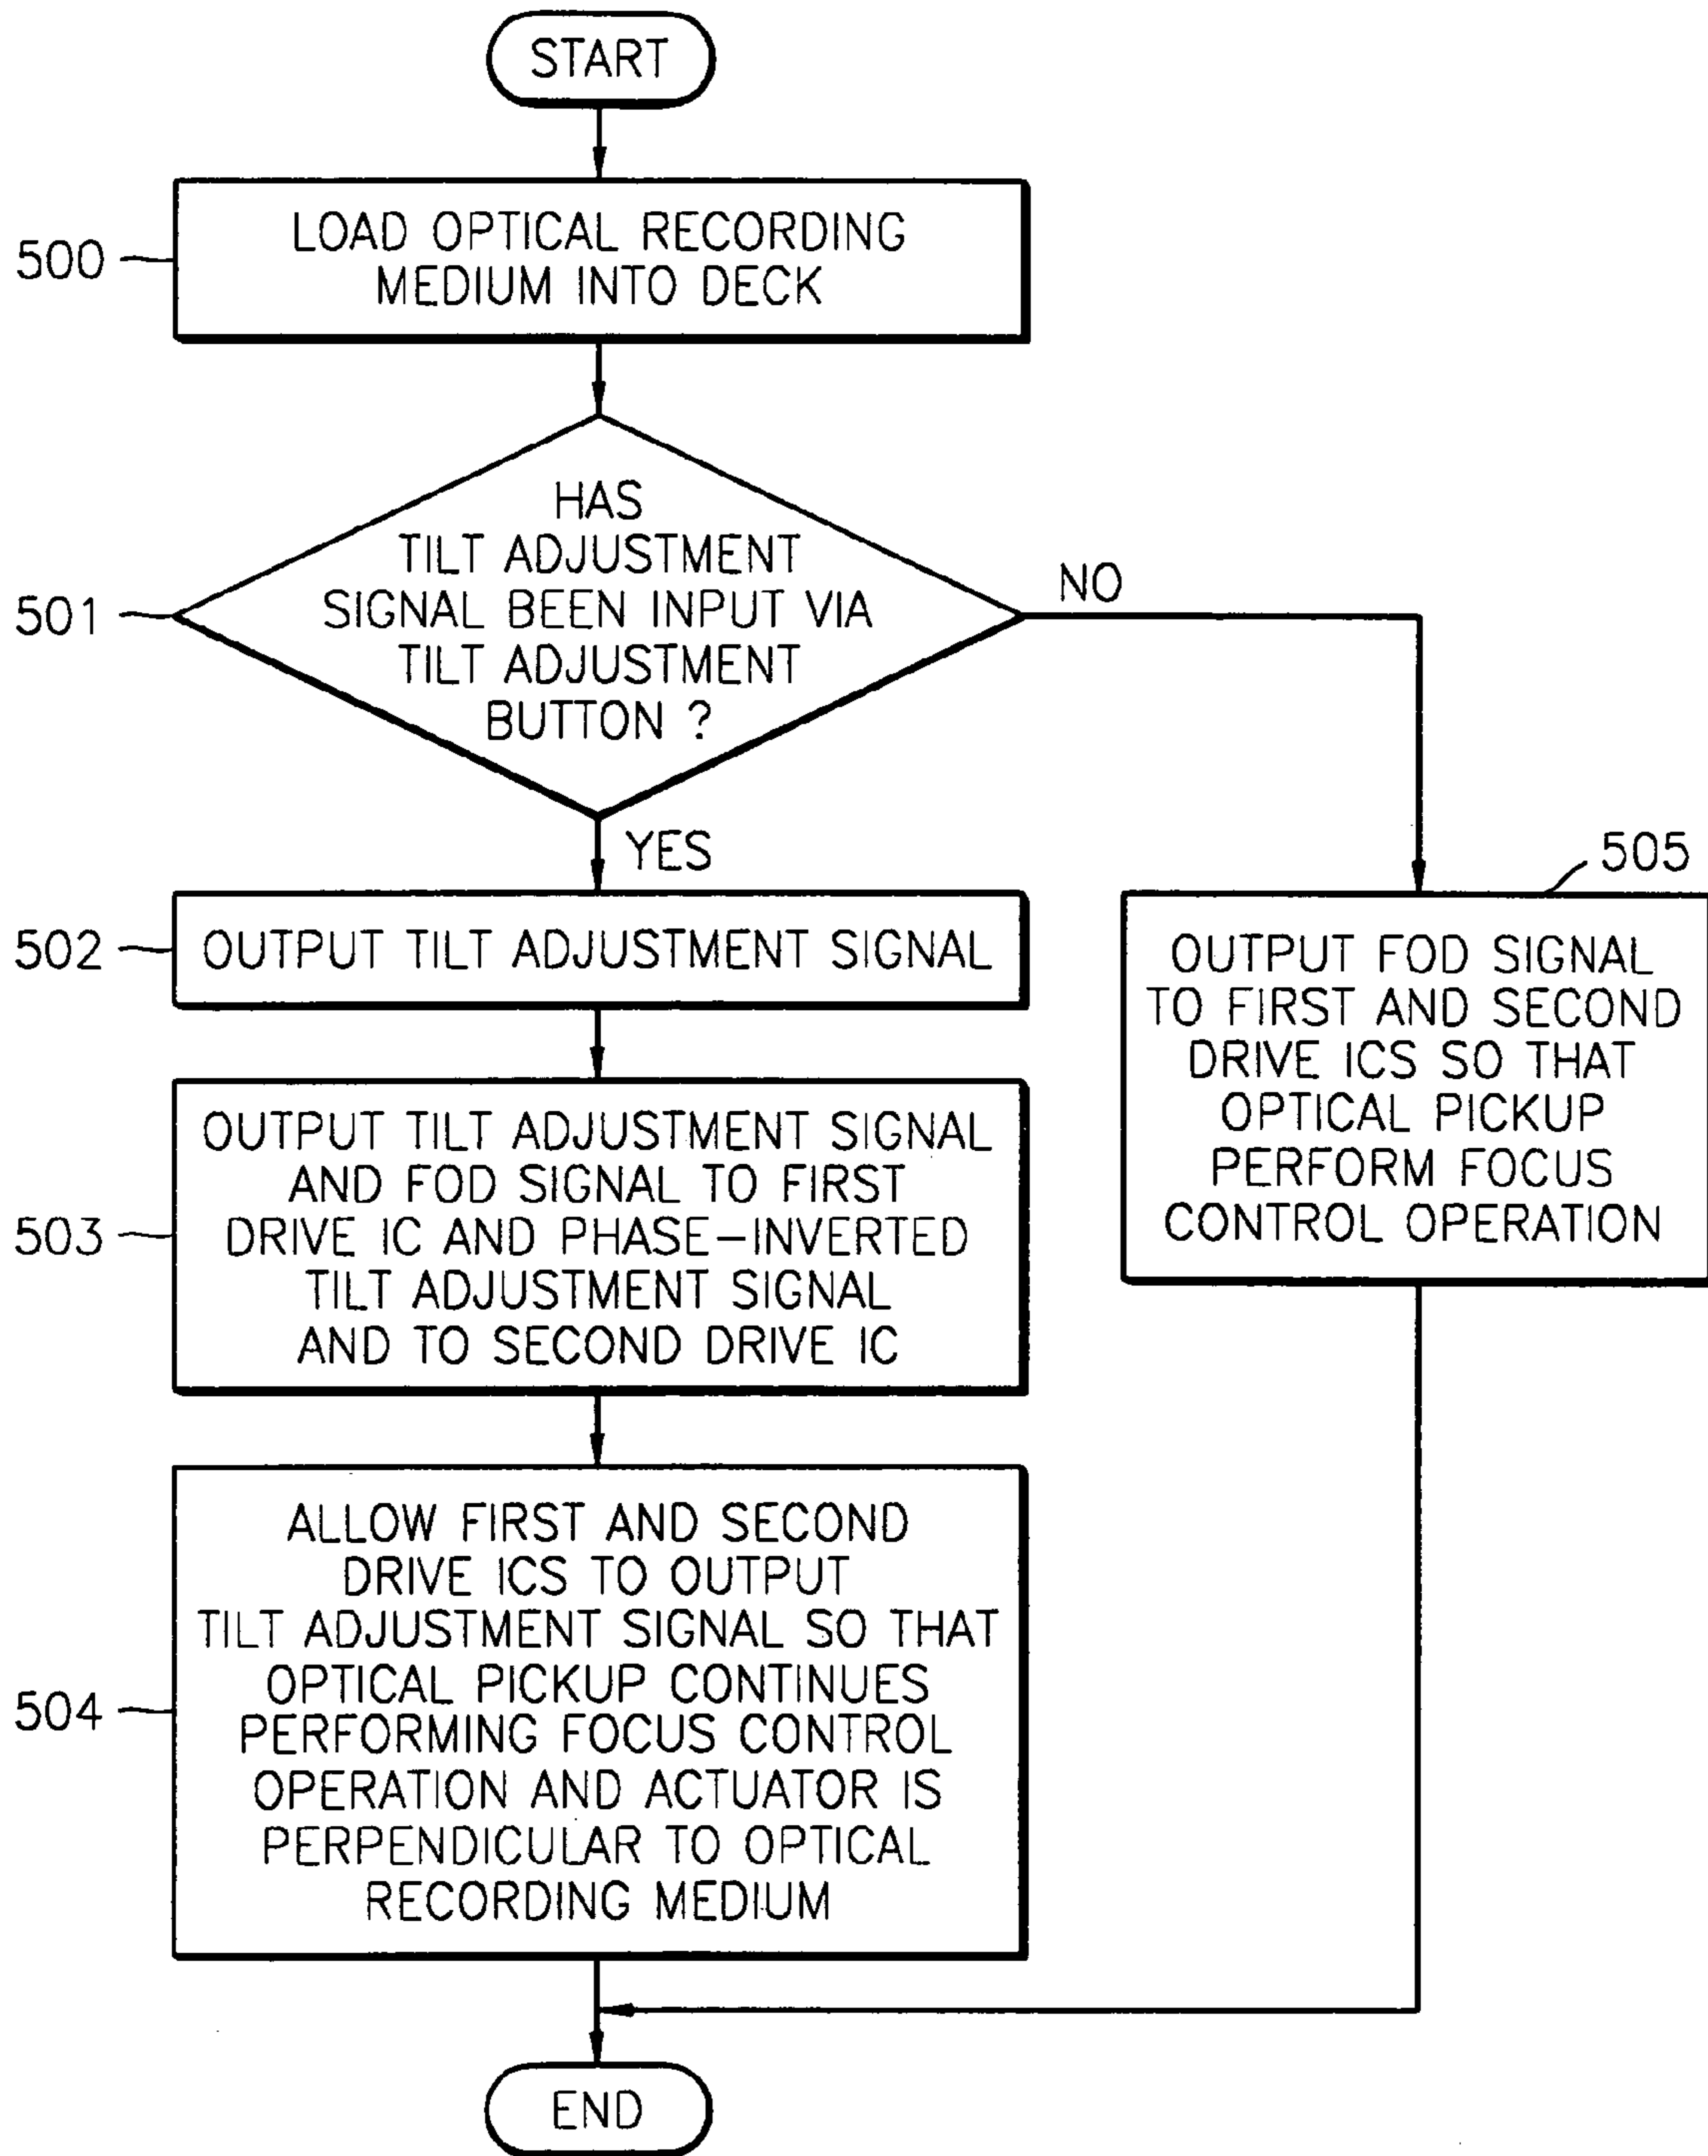 START
500
LOAD OPTICAL RECORDING
MEDIUM INTO DECK
501
HAS
TILT ADJUSTMENT
SIGNAL BEEN INPUT VIA
TILT ADJUSTMENT
BUTTON ?
NO
YES
502
OUTPUT TILT ADJUSTMENT SIGNAL
503
OUTPUT TILT ADJUSTMENT SIGNAL
AND FOD SIGNAL TO FIRST
DRIVE IC AND PHASE-INVERTED
TILT ADJUSTMENT SIGNAL
AND TO SECOND DRIVE IC
504
ALLOW FIRST AND SECOND
DRIVE ICS TO OUTPUT
TILT ADJUSTMENT SIGNAL SO THAT
OPTICAL PICKUP CONTINUES
PERFORMING FOCUS CONTROL
OPERATION AND ACTUATOR IS
PERPENDICULAR TO OPTICAL
RECORDING MEDIUM
505
OUTPUT FOD SIGNAL
TO FIRST AND SECOND
DRIVE ICS SO THAT
OPTICAL PICKUP
PERFORM FOCUS
CONTROL OPERATION
END